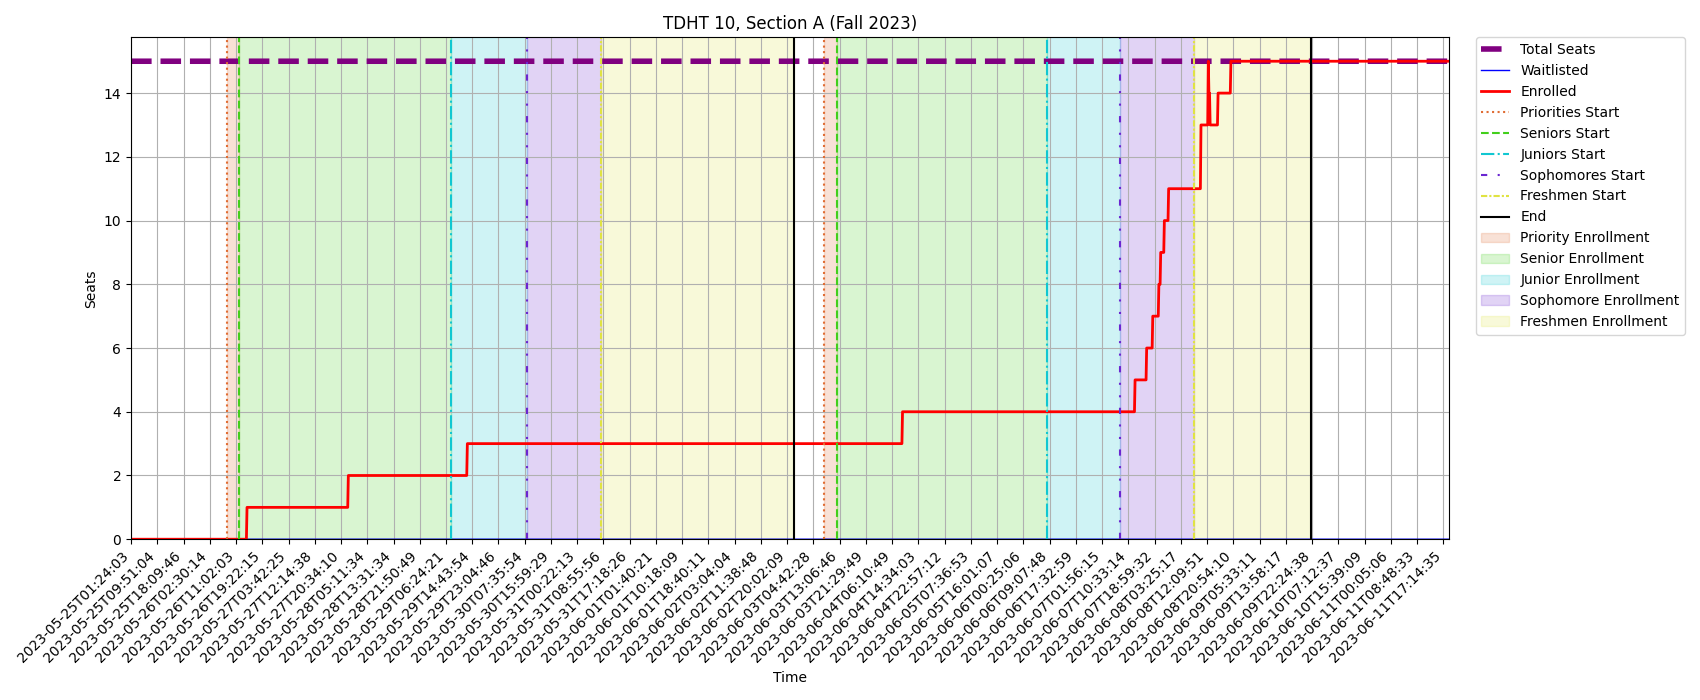 TDHT 10, Section A (Fall 2023)
Seats
14
12
10
8
6
4
2
0
2023-05-25T01:24:03
2023-05-25T09:51:04
2023-05-25T18:09:46
2023-05-26T02:30:14
2023-05-26T11:02:03
2023-05-26T19:22:15
2023-05-27T03:42:25
2023-05-27T12:14:38
2023-05-27T20:34:10
2023-05-28T05:11:34
2023-05-28T13:31:34
2023-05-28T21:50:49
2023-05-29T06:24:21
2023-05-29T14:43:54
2023-05-29T23:04:46
2023-05-30T07:35:54
2023-05-30T15:59:29
2023-05-31T00:22:13
2023-05-31T08:55:56
2023-05-31T17:18:26
2023-06-01T01:40:21
2023-06-01T10:18:09
2023-06-01T18:40:11
2023-06-02T03:04:04
2023-06-02T11:38:48
2023-06-02T20:02:09
2023-06-03T04:42:28
2023-06-03T13:06:46
2023-06-03T21:29:49
2023-06-04T06:10:49
2023-06-04T14:34:03
2023-06-04T22:57:12
2023-06-05T07:36:53
2023-06-05T16:01:07
2023-06-06T00:25:06
2023-06-06T09:07:48
2023-06-06T17:32:59
2023-06-07T01:56:15
2023-06-07T10:33:14
2023-06-07T18:59:32
2023-06-08T03:25:17
2023-06-08T12:09:51
2023-06-08T20:54:10
2023-06-09T05:33:11
2023-06-09T13:58:17
2023-06-09T22:24:38
2023-06-10T07:12:37
2023-06-10T15:39:09
2023-06-11T00:05:06
2023-06-11T08:48:33
2023-06-11T17:14:35
Time
Total Seats
Waitlisted
Enrolled
Priorities Start
Seniors Start
Juniors Start
Sophomores Start
Freshmen Start
End
Priority Enrollment
Senior Enrollment
Junior Enrollment
Sophomore Enrollment
Freshmen Enrollment